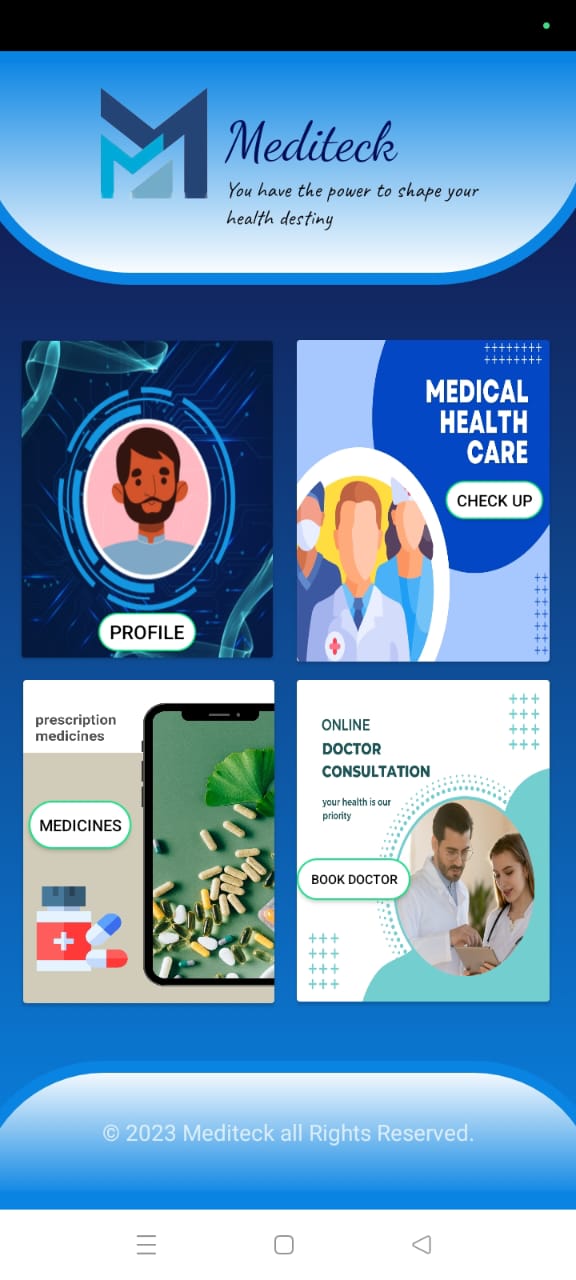 Mediteck
You have the power to shape your
health destiny
PROFILE
MEDICAL
HEALTH
CARE
CHECK UP
prescription
medicines
MEDICINES
ONLINE
DOCTOR
CONSULTATION
your health is our
priority
BOOK DOCTOR
© 2023 Mediteck all Rights Reserved.